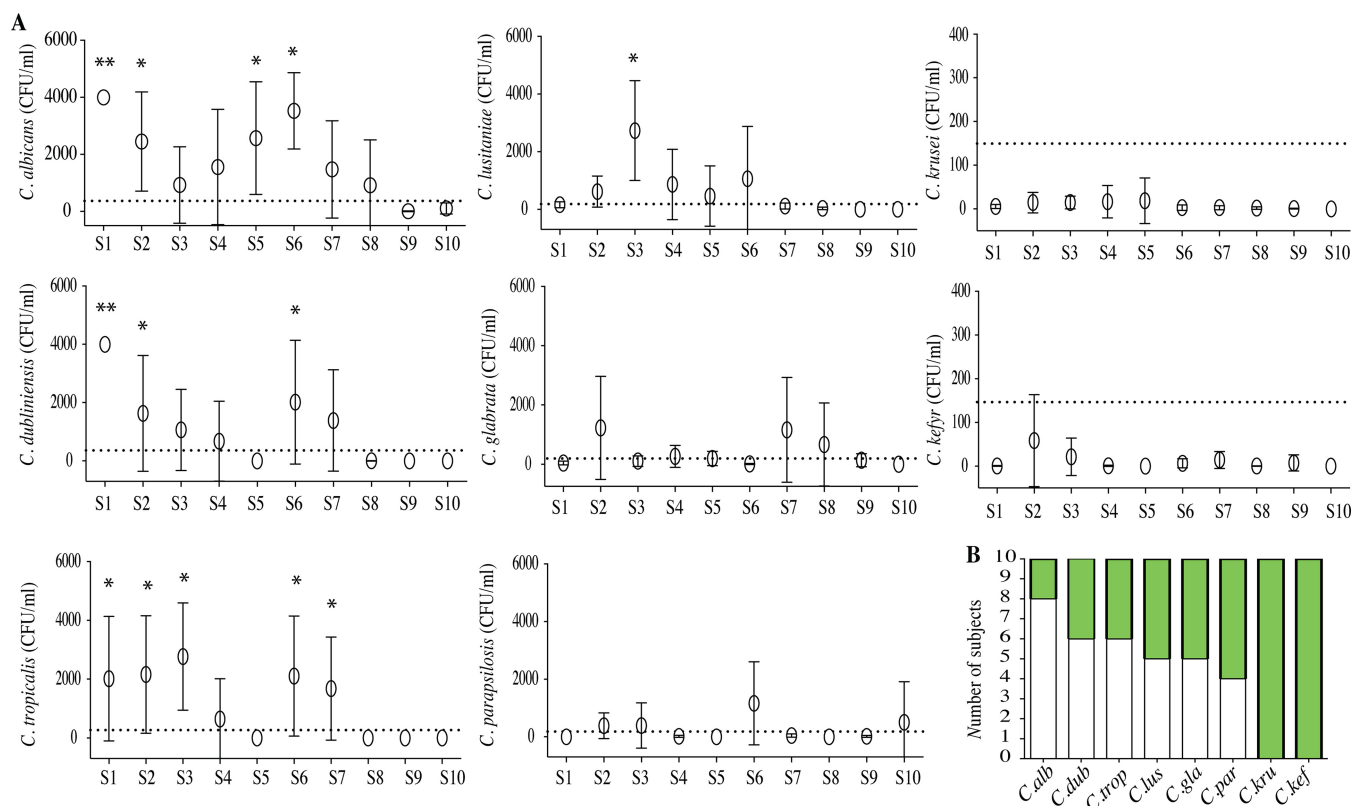 A
C. albicans (CFU/ml)
6000
4000
2000
0
** * * *
S1 S2 S3 S4 S5 S6 S7 S8 S9 S10
C. lusitaniae (CFU/ml)
6000
4000
2000
0
*
S1 S2 S3 S4 S5 S6 S7 S8 S9 S10
C. krusei (CFU/ml)
400
300
200
100
0
S1 S2 S3 S4 S5 S6 S7 S8 S9 S10
C. dubliniensis (CFU/ml)
6000
4000
2000
0
** * *
S1 S2 S3 S4 S5 S6 S7 S8 S9 S10
C. glabrata (CFU/ml)
6000
4000
2000
0
S1 S2 S3 S4 S5 S6 S7 S8 S9 S10
C. kefyr (CFU/ml)
400
300
200
100
0
S1 S2 S3 S4 S5 S6 S7 S8 S9 S10
C. tropicalis (CFU/ml)
6000
4000
2000
0
* * * * *
S1 S2 S3 S4 S5 S6 S7 S8 S9 S10
C. parapsilosis (CFU/ml)
6000
4000
2000
0
S1 S2 S3 S4 S5 S6 S7 S8 S9 S10
B
Number of subjects
10
9
8
7
6
5
4
3
2
1
0
C.alb C.dub C.trop C.lus C.gla C.par C.kru C.kef